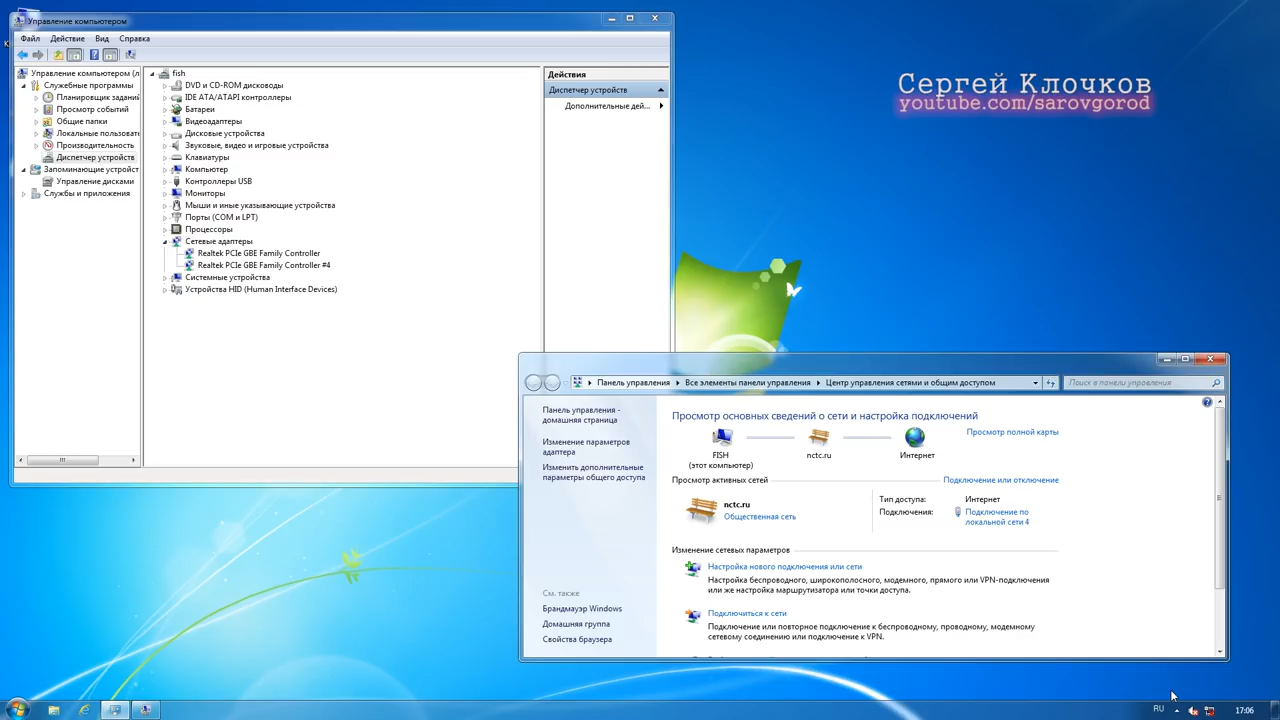 Управление компьютером
Файл Действие Вид Справка
Управление компьютером (л
Служебные программы
Планировщик заданий
Просмотр событий
Общие папки
Локальные пользоват
Производительность
Диспетчер устройств
Запоминающие устройст
Управление дисками
Службы и приложения
fish
DVD и CD-ROM дисководы
IDE ATA/ATAPI контроллеры
Батареи
Видеоадаптеры
Дисковые устройства
Звуковые, видео и игровые устройства
Клавиатуры
Компьютер
Контроллеры USB
Мониторы
Мыши и иные указывающие устройства
Порты (COM и LPT)
Процессоры
Сетевые адаптеры
Realtek PCIe GBE Family Controller
Realtek PCIe GBE Family Controller #4
Системные устройства
Устройства HID (Human Interface Devices)
Действия
Диспетчер устройств
Дополнительные дей...
Сергей Клочков
youtube.com/sarovgorod
Панель управления Все элементы панели управления Центр управления сетями и общим доступом
Поиск в панели управления
Панель управления -
домашняя страница
Изменение параметров
адаптера
Изменить дополнительные
параметры общего доступа
См. также
Брандмауэр Windows
Домашняя группа
Свойства браузера
Просмотр основных сведений о сети и настройка подключений
Просмотр полной карты
FISH
(этот компьютер)
nctc.ru
Интернет
Просмотр активных сетей
Подключение или отключение
nctc.ru
Общественная сеть
Тип доступа: Интернет
Подключения: Подключение по
локальной сети 4
Изменение сетевых параметров
Настройка нового подключения или сети
Настройка беспроводного, широкополосного, модемного, прямого или VPN-подключения
или же настройка маршрутизатора или точки доступа.
Подключиться к сети
Подключение или повторное подключение к беспроводному, проводному, модемному
сетевому соединению или подключение к VPN.
RU
17:06